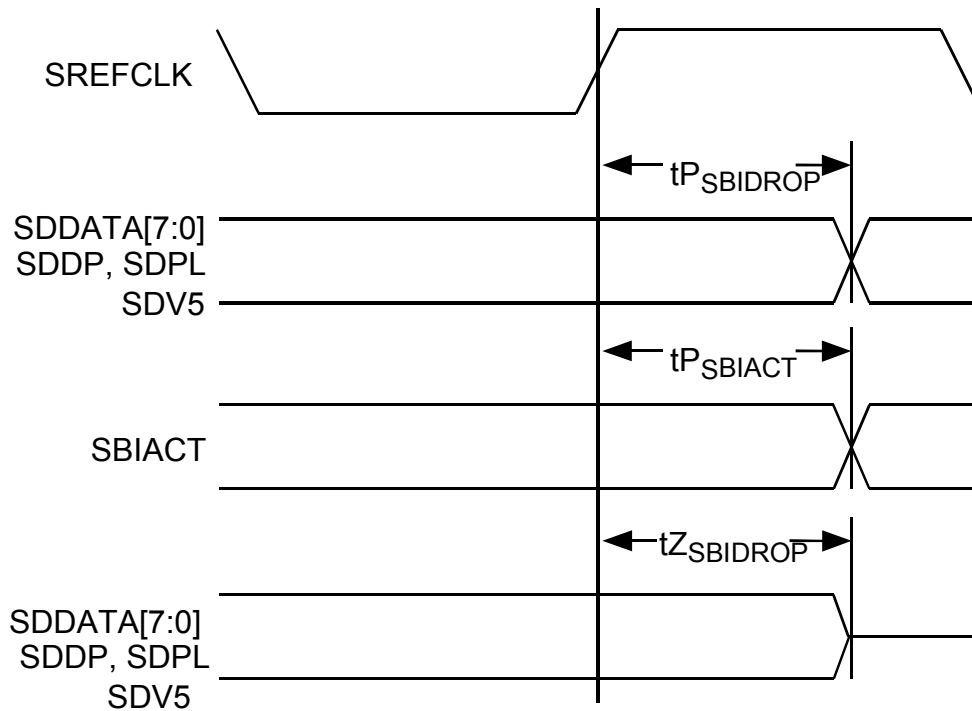 SREFCLK
tPSBIDROP
SDDATA[7:0]
SDDP, SDPL
SDV5
tPSBIACT
SBIACT
tZSBIDROP
SDDATA[7:0]
SDDP, SDPL
SDV5